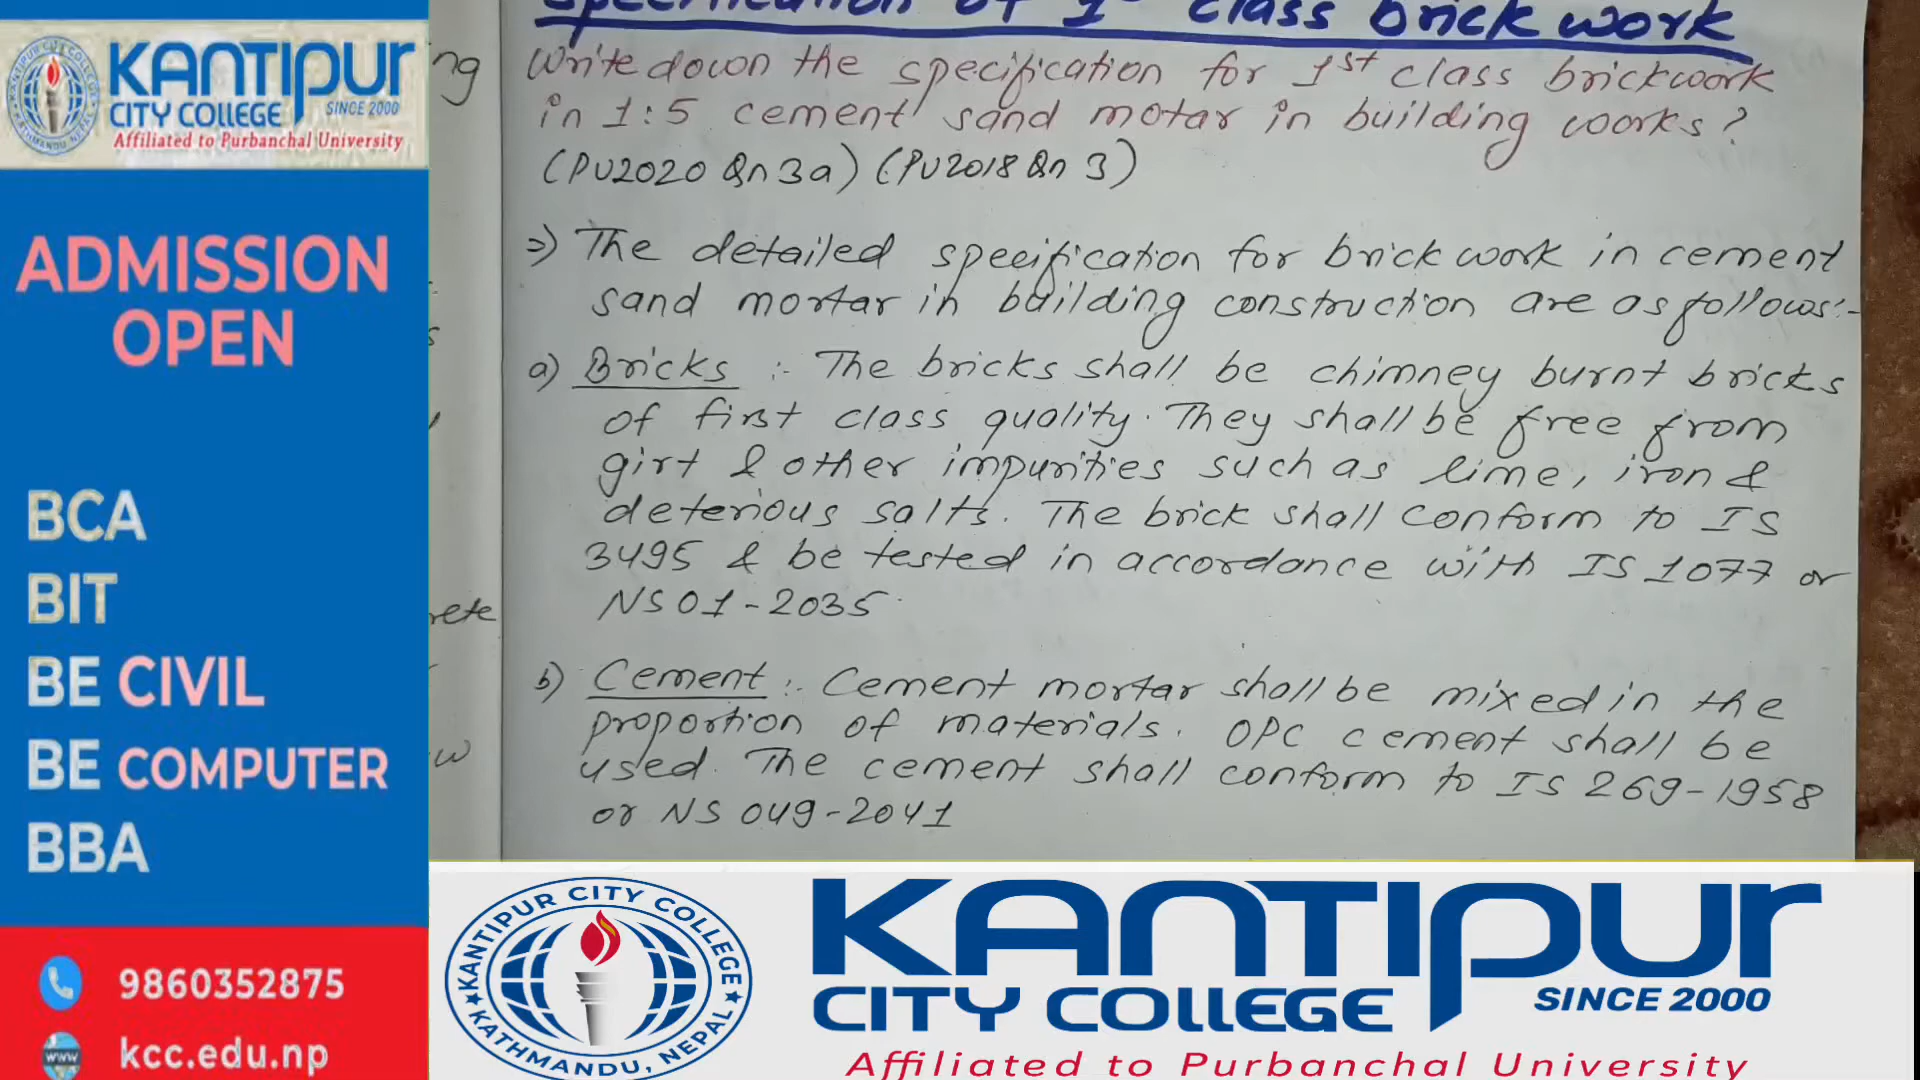 KANTIPUR
CITY COLLEGE SINCE 2000
Affiliated to Purbanchal University
KANTIPUR CITY COLLEGE
KATHMANDU, NEPAL
ADMISSION
OPEN
BCA
BIT
BE CIVIL
BE COMPUTER
BBA
9860352875
www
kcc.edu.np
ng
rete
w
Specification of 1st class brick work
Write down the specification for 1st class brickwork
in 1:5 cement sand motar in building works?
(PU2020 Qn 3a) (PU2018 Qn 3)
=> The detailed specification for brick work in cement
sand mortar in building construction are as follows:-
a) Bricks :- The bricks shall be chimney burnt bricks
of first class quality. They shall be free from
girt & other impurities such as lime, iron &
deterious salts. The brick shall conform to IS
3495 & be tested in accordance with IS 1077 or
NS 01-2035.
b) Cement :- Cement mortar shall be mixed in the
proportion of materials. OPC cement shall be
used. The cement shall conform to IS 269-1958
or NS 049-2041
KANTIPUR CITY COLLEGE
KATHMANDU, NEPAL
KANTIPUR
CITY COLLEGE SINCE 2000
Affiliated to Purbanchal University